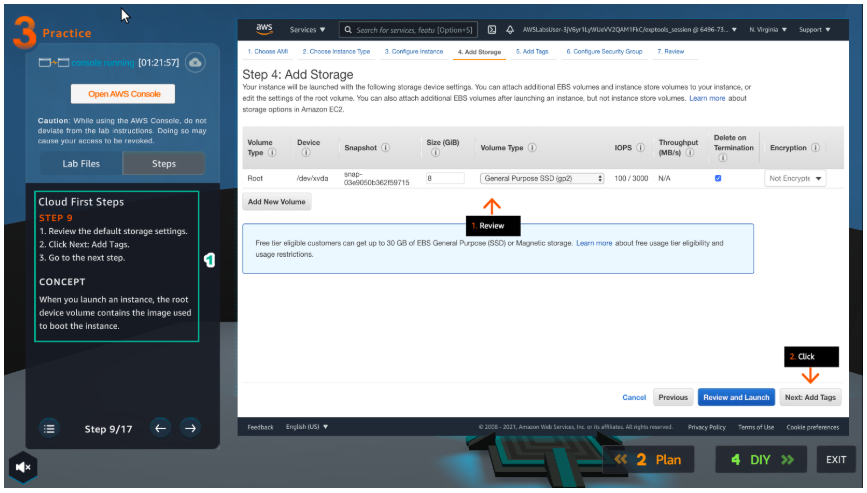 3 Practice
console running [01:21:57]
Open AWS Console
Caution: While using the AWS Console, do not
deviate from the lab instructions. Doing so may
cause your access to be revoked.
Lab Files
Steps
Cloud First Steps
STEP 9
1. Review the default storage settings.
2. Click Next: Add Tags.
3. Go to the next step.
CONCEPT
When you launch an instance, the root
device volume contains the image used
to boot the instance.
1
Step 9/17
aws
Services
Search for services, featu [Option+S]
AWSLabsUser-3jV6yr1LyWUeVV2QAM1FkC/exptools_session @ 6496-73...
N. Virginia
Support
1. Choose AMI
2. Choose Instance Type
3. Configure Instance
4. Add Storage
5. Add Tags
6. Configure Security Group
7. Review
Step 4: Add Storage
Your instance will be launched with the following storage device settings. You can attach additional EBS volumes and instance store volumes to your instance, or
edit the settings of the root volume. You can also attach additional EBS volumes after launching an instance, but not instance store volumes. Learn more about
storage options in Amazon EC2.
Volume Type
Device
Snapshot
Size (GiB)
Volume Type
IOPS
Throughput (MB/s)
Delete on Termination
Encryption
Root
/dev/xvda
snap-
03e9050b362f59715
8
General Purpose SSD (gp2)
100 / 3000
N/A
Not Encrypte
Add New Volume
1. Review
Free tier eligible customers can get up to 30 GB of EBS General Purpose (SSD) or Magnetic storage. Learn more about free usage tier eligibility and
usage restrictions.
2. Click
Cancel
Previous
Review and Launch
Next: Add Tags
Feedback
English (US)
© 2008 - 2021, Amazon Web Services, Inc. or its affiliates. All rights reserved.
Privacy Policy
Terms of Use
Cookie preferences
2 Plan
4 DIY
EXIT